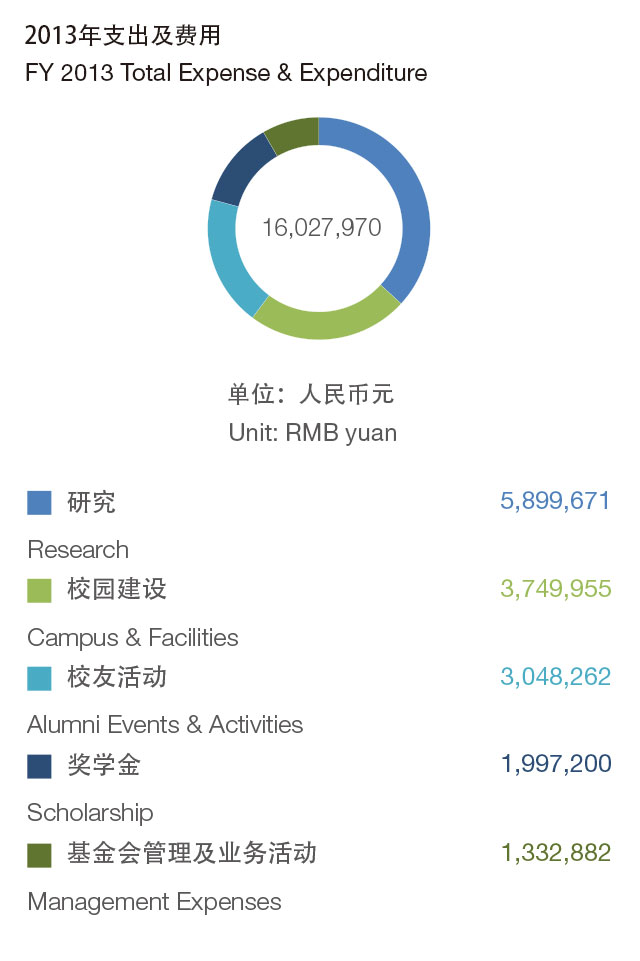 2013年支出及费用
FY 2013 Total Expense & Expenditure
16,027,970
单位：人民币元
Unit: RMB yuan
研究 5,899,671
Research
校园建设 3,749,955
Campus & Facilities
校友活动 3,048,262
Alumni Events & Activities
奖学金 1,997,200
Scholarship
基金会管理及业务活动 1,332,882
Management Expenses